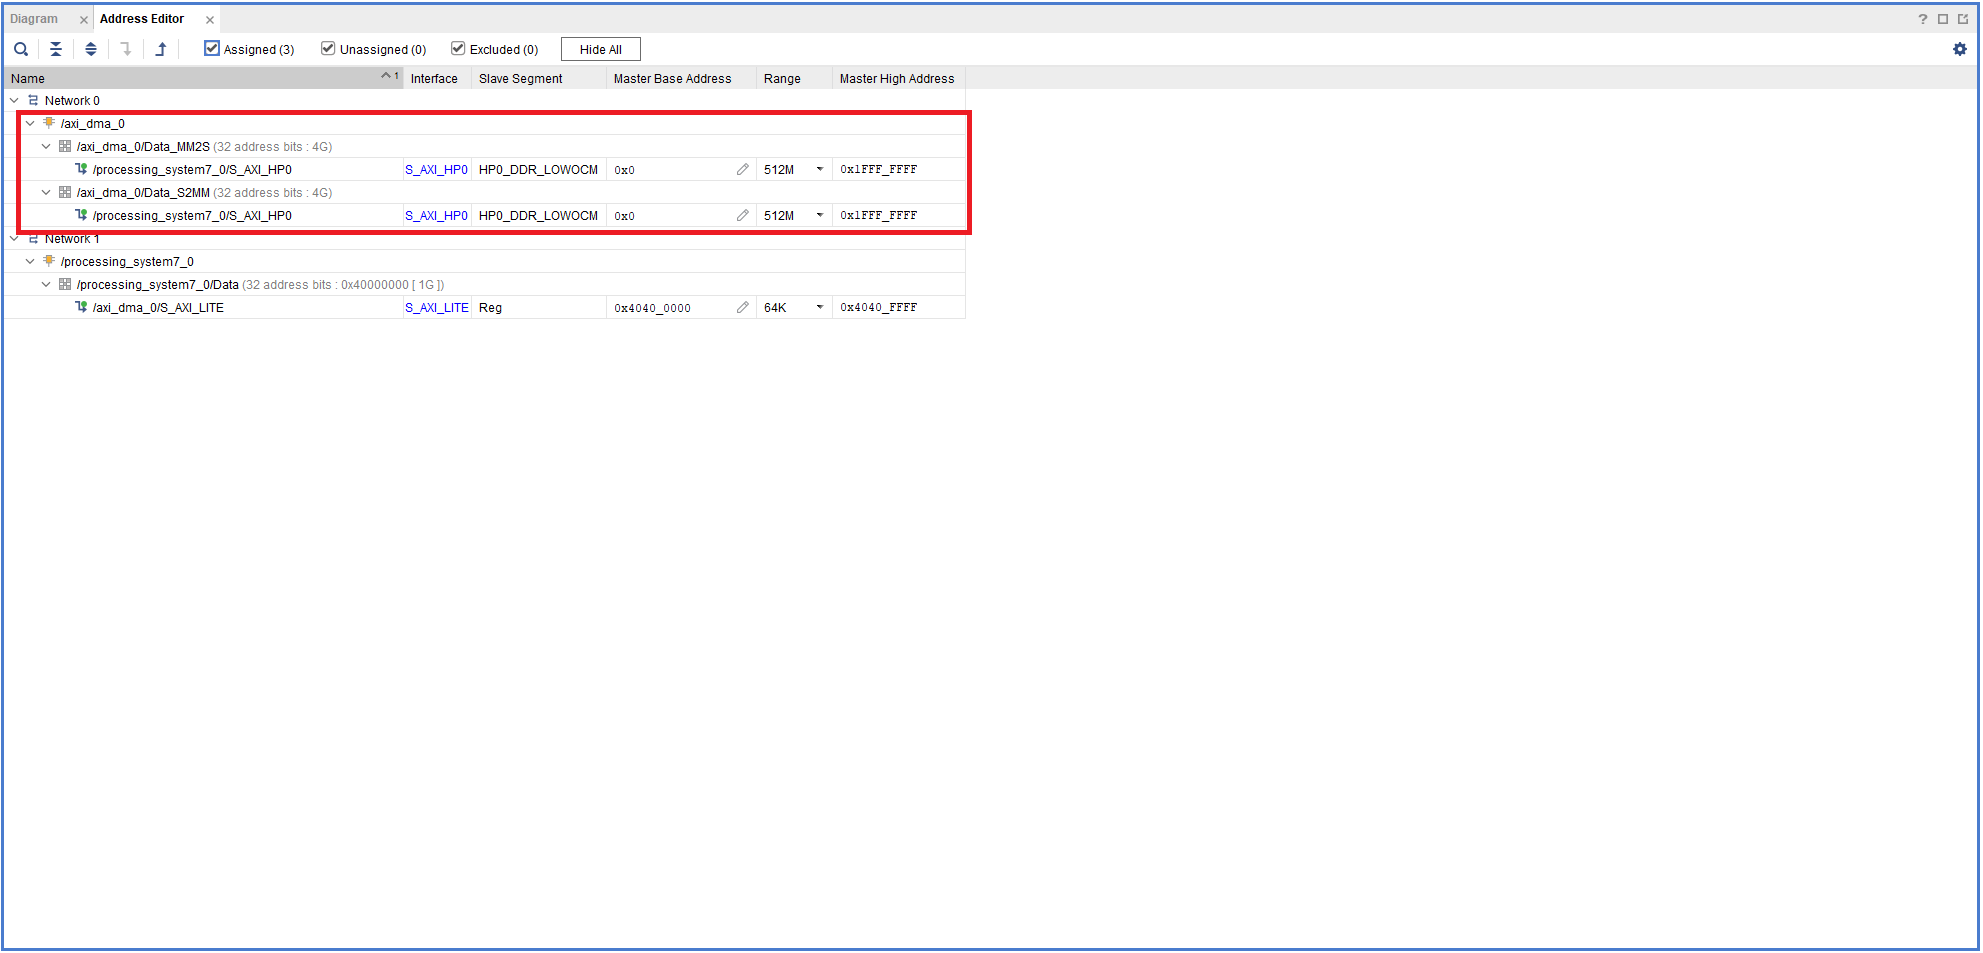 Diagram Address Editor ?
Assigned (3) Unassigned (0) Excluded (0) Hide All
Name 1 Interface Slave Segment Master Base Address Range Master High Address
Network 0
/axi_dma_0
/axi_dma_0/Data_MM2S (32 address bits : 4G)
/processing_system7_0/S_AXI_HP0 S_AXI_HP0 HP0_DDR_LOWOCM 0x0 512M 0x1FFF_FFFF
/axi_dma_0/Data_S2MM (32 address bits : 4G)
/processing_system7_0/S_AXI_HP0 S_AXI_HP0 HP0_DDR_LOWOCM 0x0 512M 0x1FFF_FFFF
Network 1
/processing_system7_0
/processing_system7_0/Data (32 address bits : 0x40000000 [ 1G ])
/axi_dma_0/S_AXI_LITE S_AXI_LITE Reg 0x4040_0000 64K 0x4040_FFFF